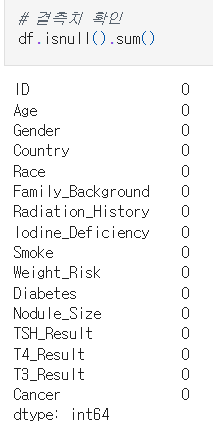 # 결측치 확인
df.isnull().sum()
ID 0
Age 0
Gender 0
Country 0
Race 0
Family_Background 0
Radiation_History 0
Iodine_Deficiency 0
Smoke 0
Weight_Risk 0
Diabetes 0
Nodule_Size 0
TSH_Result 0
T4_Result 0
T3_Result 0
Cancer 0
dtype: int64